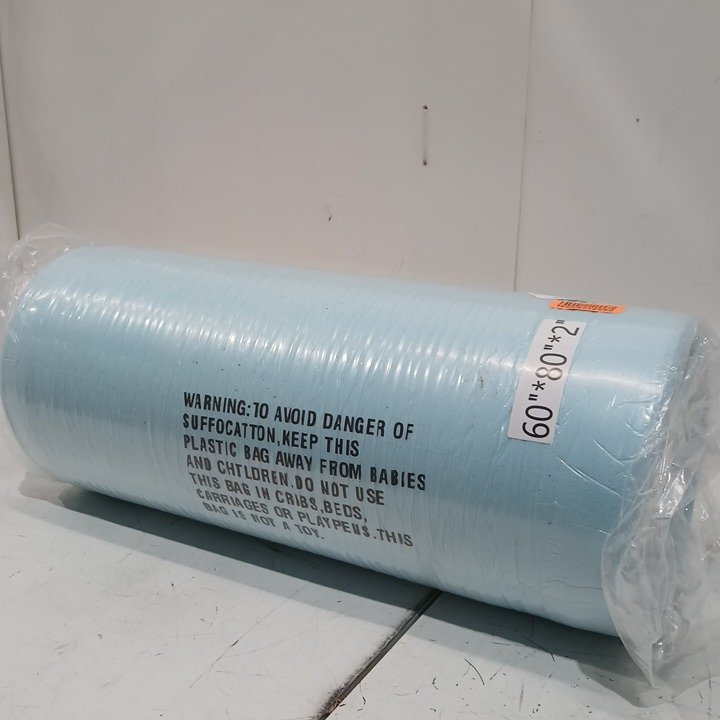 60"*80"*2"
WARNING:TO AVOID DANGER OF
SUFFOCATTON,KEEP THIS
PLASTIC BAG AWAY FROM BABIES
AND CHTLDREN.DO NOT USE
THIS BAG IN CRIBS,BEDS,
CARRIAGES OR PLAYPENS.THIS
BAG IS NOT A TOY.